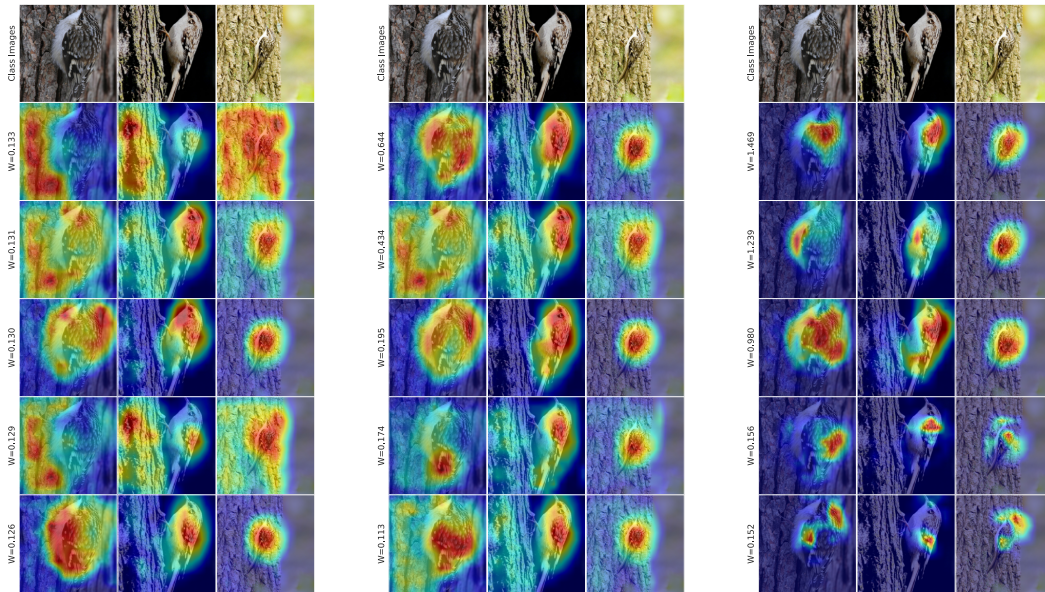 Class Images
W=0.133
W=0.131
W=0.130
W=0.129
W=0.126
Class Images
W=0.644
W=0.434
W=0.195
W=0.174
W=0.113
Class Images
W=1.469
W=1.239
W=0.980
W=0.156
W=0.152